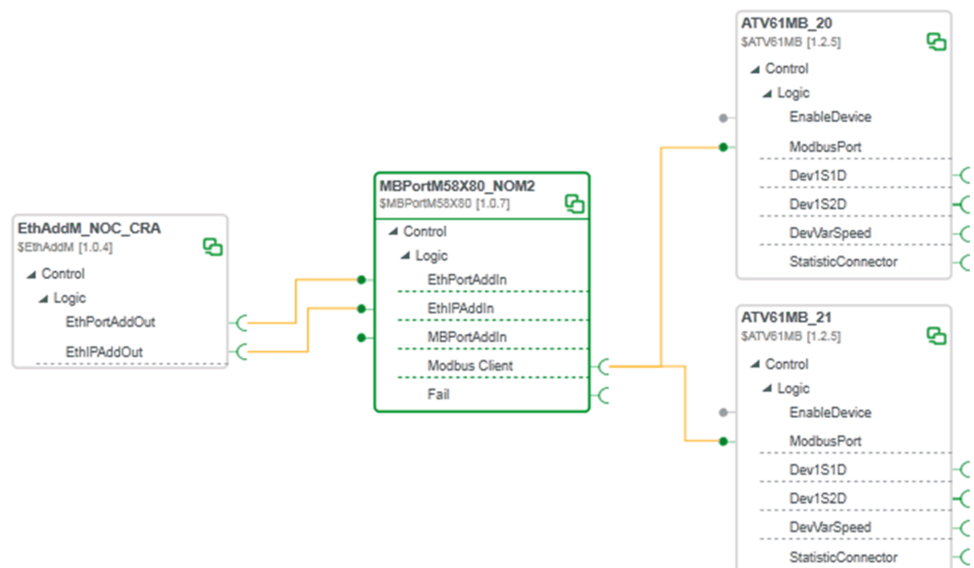 EthAddM_NOC_CRA
$EthAddM [1.0.4]
Control
Logic
EthPortAddOut
EthIPAddOut
MBPortM58X80_NOM2
$MBPortM58X80 [1.0.7]
Control
Logic
EthPortAddIn
EthIPAddIn
MBPortAddIn
Modbus Client
Fail
ATV61MB_20
$ATV61MB [1.2.5]
Control
Logic
EnableDevice
ModbusPort
Dev1S1D
Dev1S2D
DevVarSpeed
StatisticConnector
ATV61MB_21
$ATV61MB [1.2.5]
Control
Logic
EnableDevice
ModbusPort
Dev1S1D
Dev1S2D
DevVarSpeed
StatisticConnector